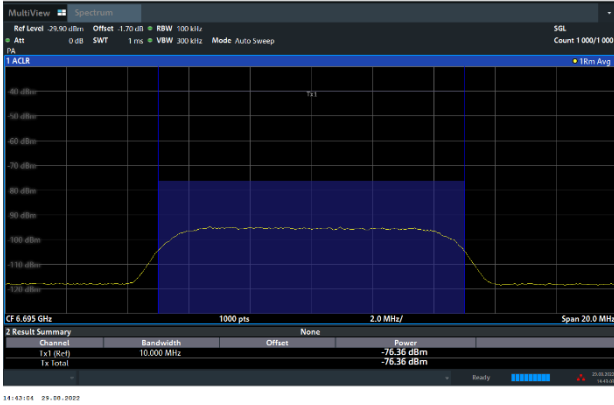 MultiView Spectrum
Ref Level -29.90 dBm Offset -1.70 dB RBW 100 kHz SGL
Att 0 dB SWT 1 ms VBW 300 kHz Mode Auto Sweep Count 1 000/1 000
PA
1 ACLR 1Rm Avg
Tx1
-40 dBm
-50 dBm
-60 dBm
-70 dBm
-80 dBm
-90 dBm
-100 dBm
-110 dBm
-120 dBm
CF 6.695 GHz 1000 pts 2.0 MHz/ Span 20.0 MHz
2 Result Summary None
Channel Bandwidth Offset Power
Tx1 (Ref) 10.000 MHz -76.36 dBm
Tx Total -76.36 dBm
Ready 29.08.2022
14:43:54 29.08.2022